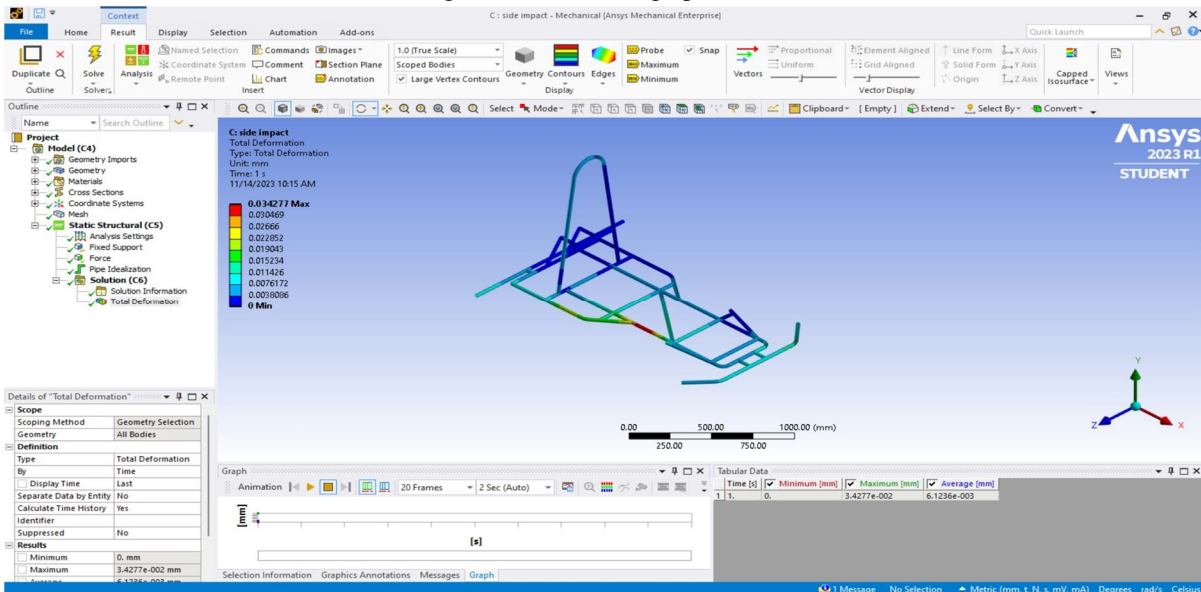 Context
C : side impact - Mechanical [Ansys Mechanical Enterprise]
File Home Result Display Selection Automation Add-ons
Quick Launch
Duplicate
Outline
Solve
Solvers
Analysis
Named Selection
Coordinate System
Remote Point
Commands
Comment
Chart
Images
Section Plane
Annotation
Insert
1.0 (True Scale)
Scoped Bodies
Large Vertex Contours
Geometry Contours Edges
Display
Probe
Maximum
Minimum
Snap
Vectors
Proportional
Uniform
Element Aligned
Grid Aligned
Line Form
Solid Form
Origin
X Axis
Y Axis
Z Axis
Vector Display
Capped
Isosurface
Views
Outline
Select Mode Clipboard [ Empty ] Extend Select By Convert
Name Search Outline
Project
Model (C4)
Geometry Imports
Geometry
Materials
Cross Sections
Coordinate Systems
Mesh
Static Structural (C5)
Analysis Settings
Fixed Support
Force
Pipe Idealization
Solution (C6)
Solution Information
Total Deformation
C: side impact
Total Deformation
Type: Total Deformation
Unit: mm
Time: 1 s
11/14/2023 10:15 AM
0.034277 Max
0.030469
0.02666
0.022852
0.019043
0.015234
0.011426
0.0076172
0.0038086
0 Min
Ansys
2023 R1
STUDENT
0.00 500.00 1000.00 (mm)
250.00 750.00
Y
Z X
Details of "Total Deformation"
Scope
Scoping Method Geometry Selection
Geometry All Bodies
Definition
Type Total Deformation
By Time
Display Time Last
Separate Data by Entity No
Calculate Time History Yes
Identifier
Suppressed No
Results
Minimum 0. mm
Maximum 3.4277e-002 mm
Average 6.1236e-003 mm
Graph
Animation 20 Frames 2 Sec (Auto)
[mm]
[s]
Selection Information Graphics Annotations Messages Graph
Tabular Data
Time [s] Minimum [mm] Maximum [mm] Average [mm]
1 1. 0. 3.4277e-002 6.1236e-003
1 Message No Selection Metric (mm, t, N, s, mV, mA) Degrees rad/s Celsius